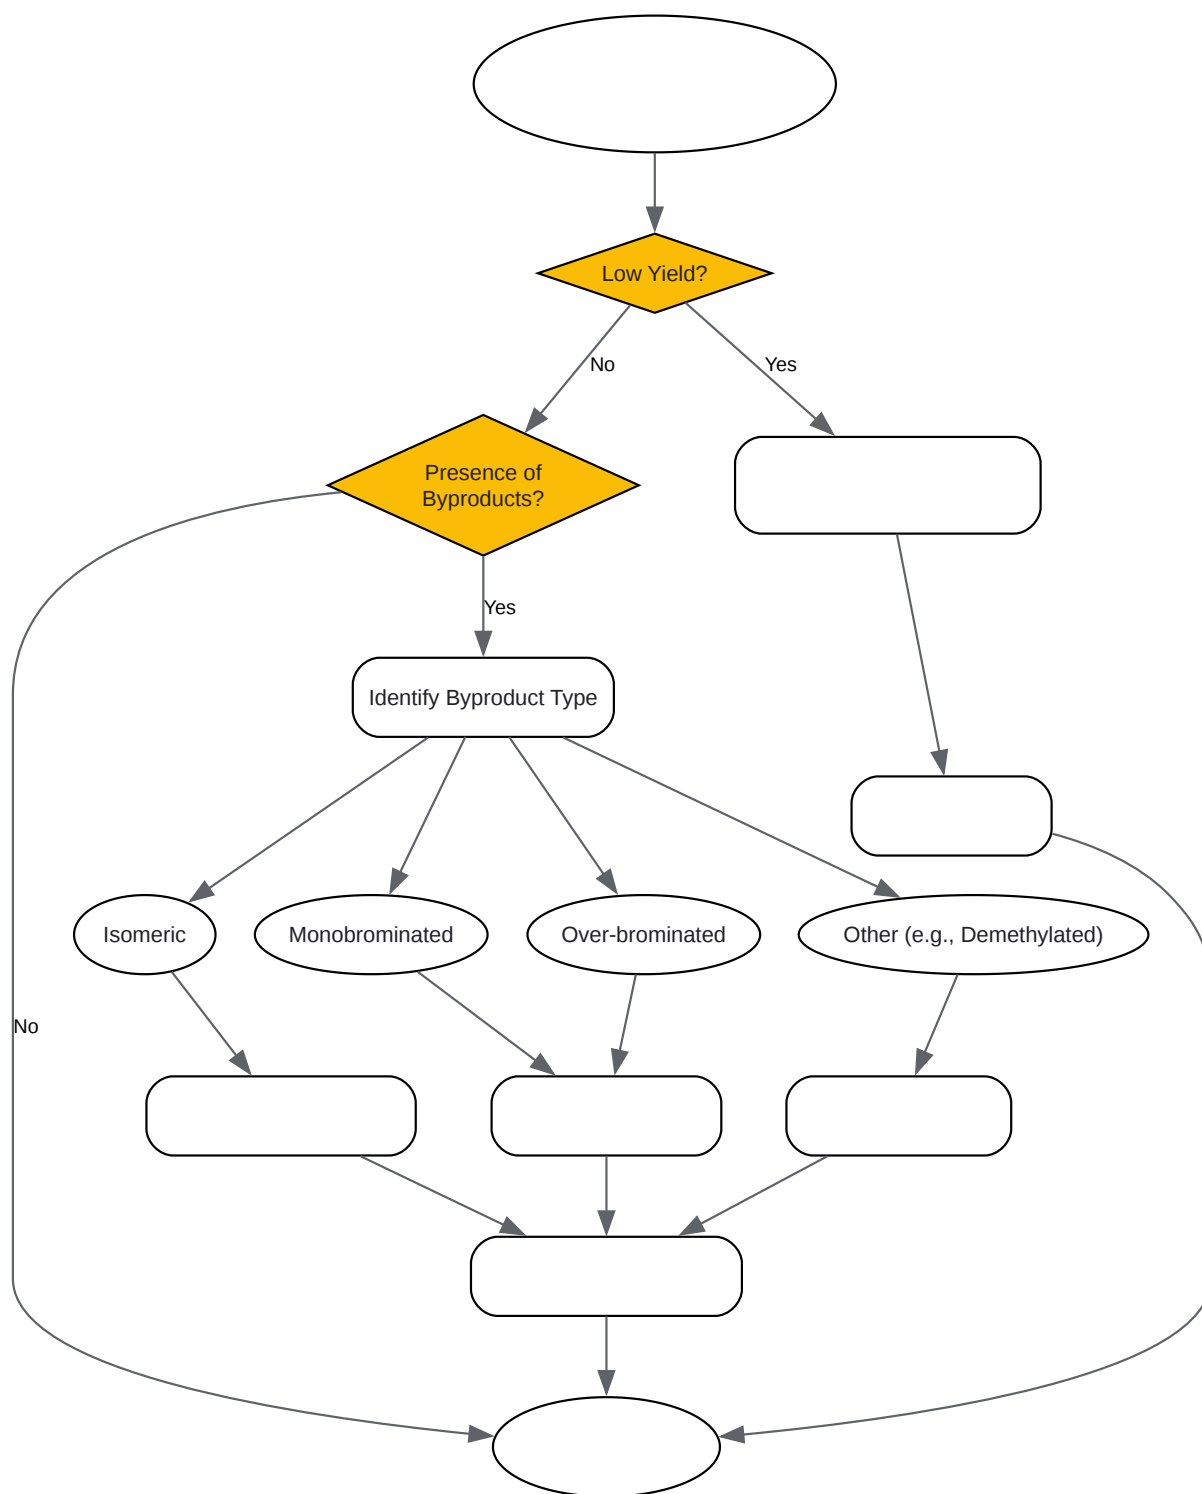 Low Yield?
No
Yes
Presence of
Byproducts?
Yes
Identify Byproduct Type
Isomeric
Monobrominated
Over-brominated
Other (e.g., Demethylated)
No